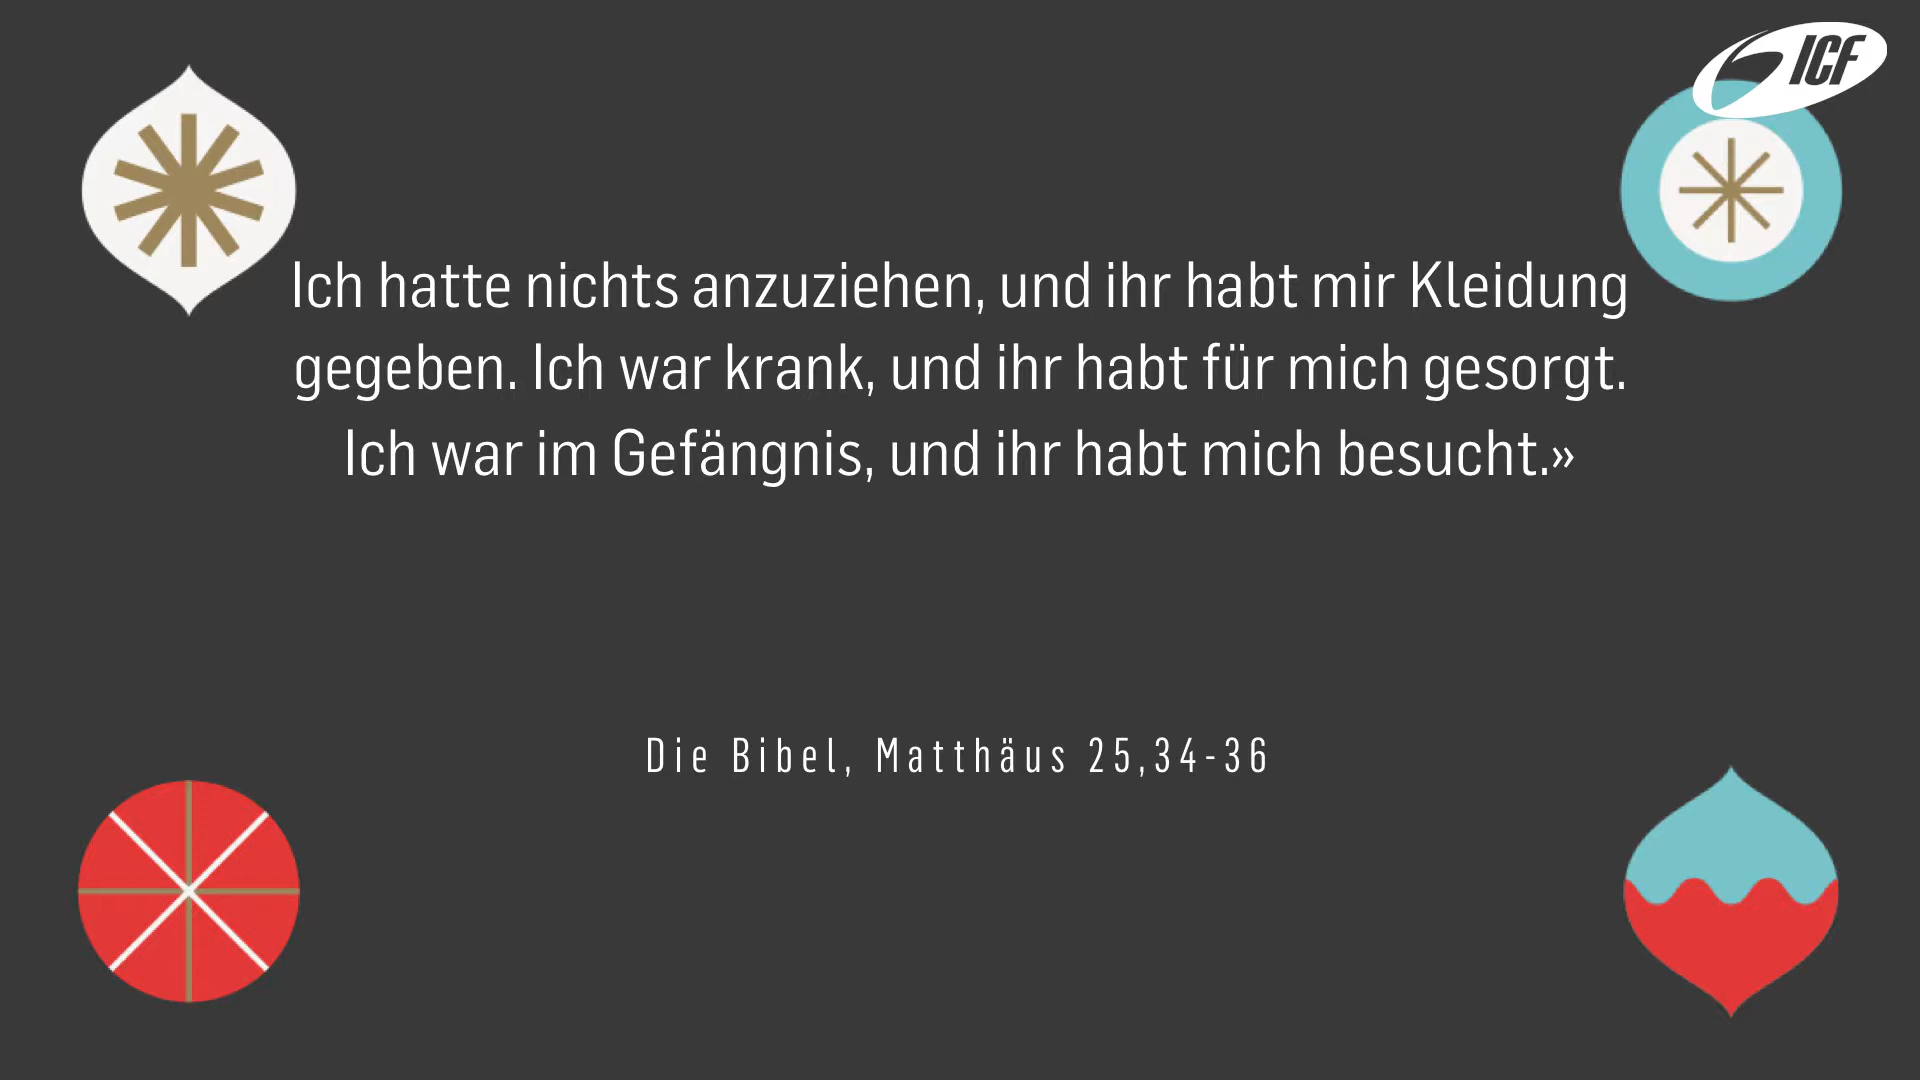 ICF
Ich hatte nichts anzuziehen, und ihr habt mir Kleidung
gegeben. Ich war krank, und ihr habt für mich gesorgt.
Ich war im Gefängnis, und ihr habt mich besucht.»
Die Bibel, Matthäus 25,34-36